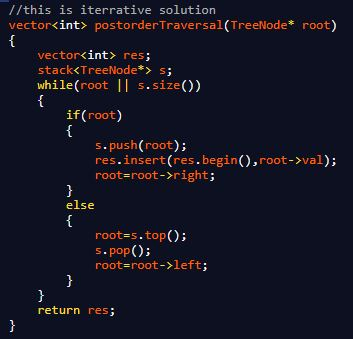 //this is iterrative solution
vector<int> postorderTraversal(TreeNode* root)
{
    vector<int> res;
    stack<TreeNode*> s;
    while(root || s.size())
    {
        if(root)
        {
            s.push(root);
            res.insert(res.begin(),root->val);
            root=root->right;
        }
        else
        {
            root=s.top();
            s.pop();
            root=root->left;
        }
    }
    return res;
}